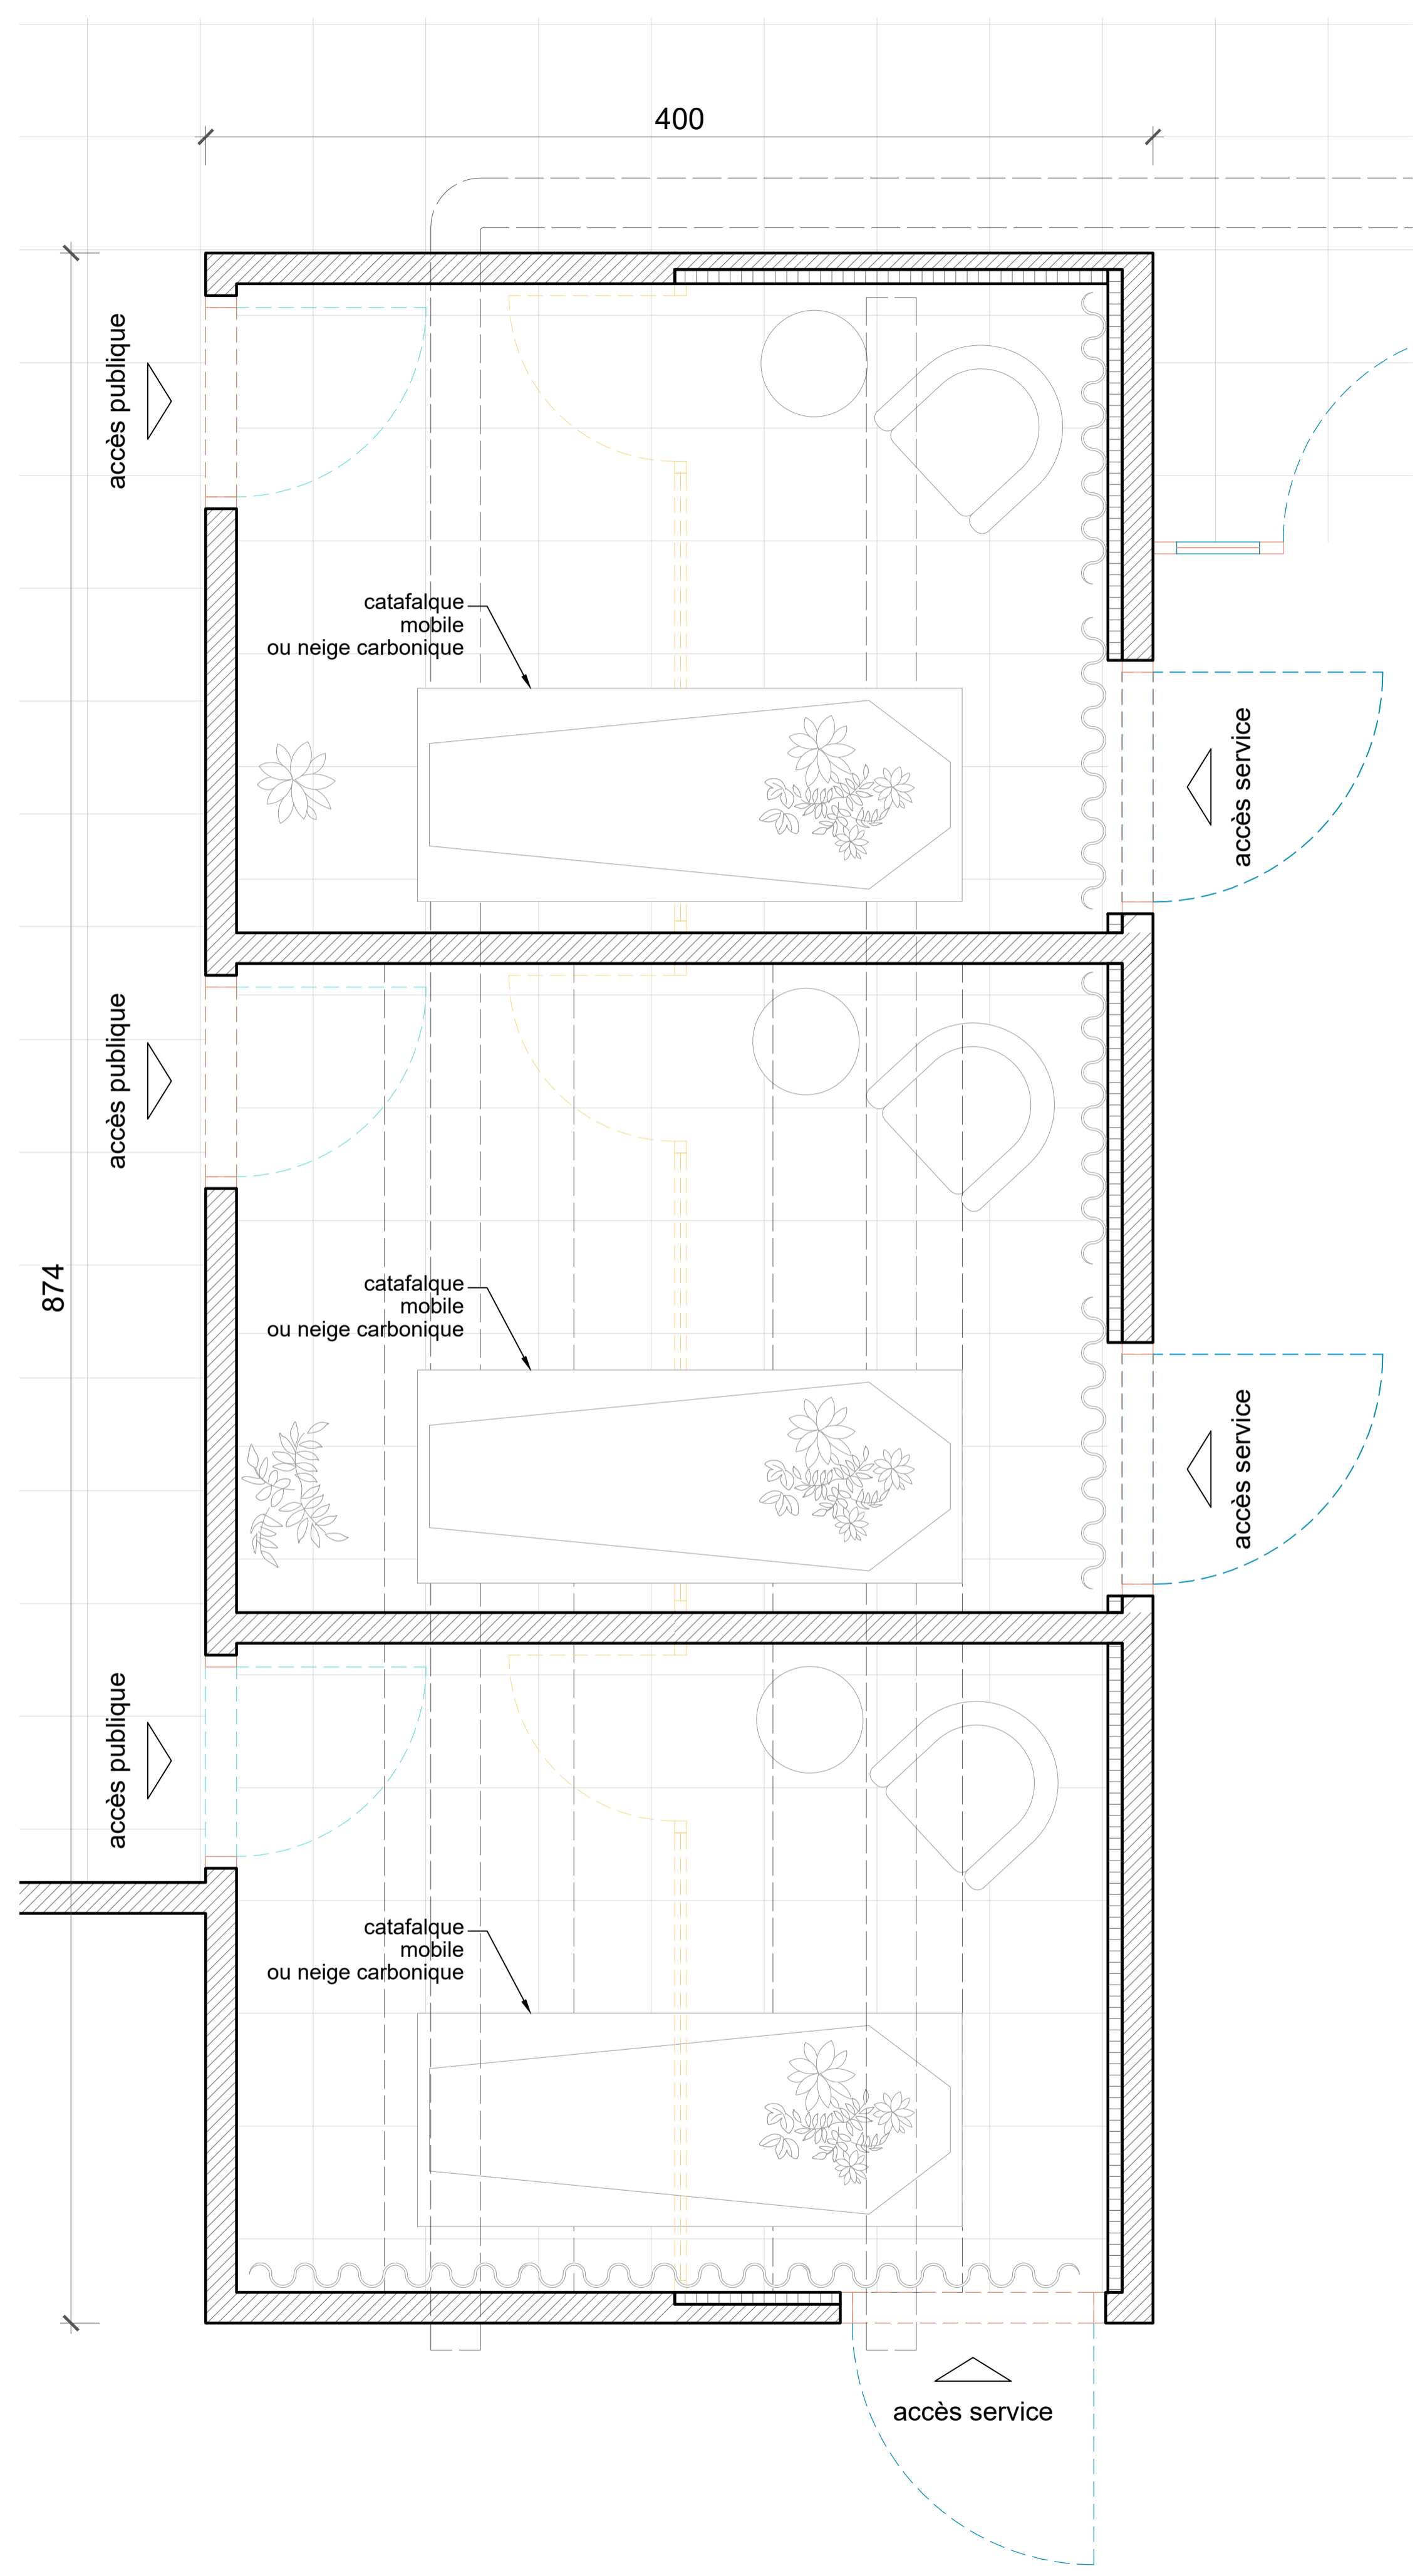 400
accès publique
catafalque
mobile
ou neige carbonique
accès service
accès publique
874
catafalque
mobile
ou neige carbonique
accès service
accès publique
catafalque
mobile
ou neige carbonique
accès service